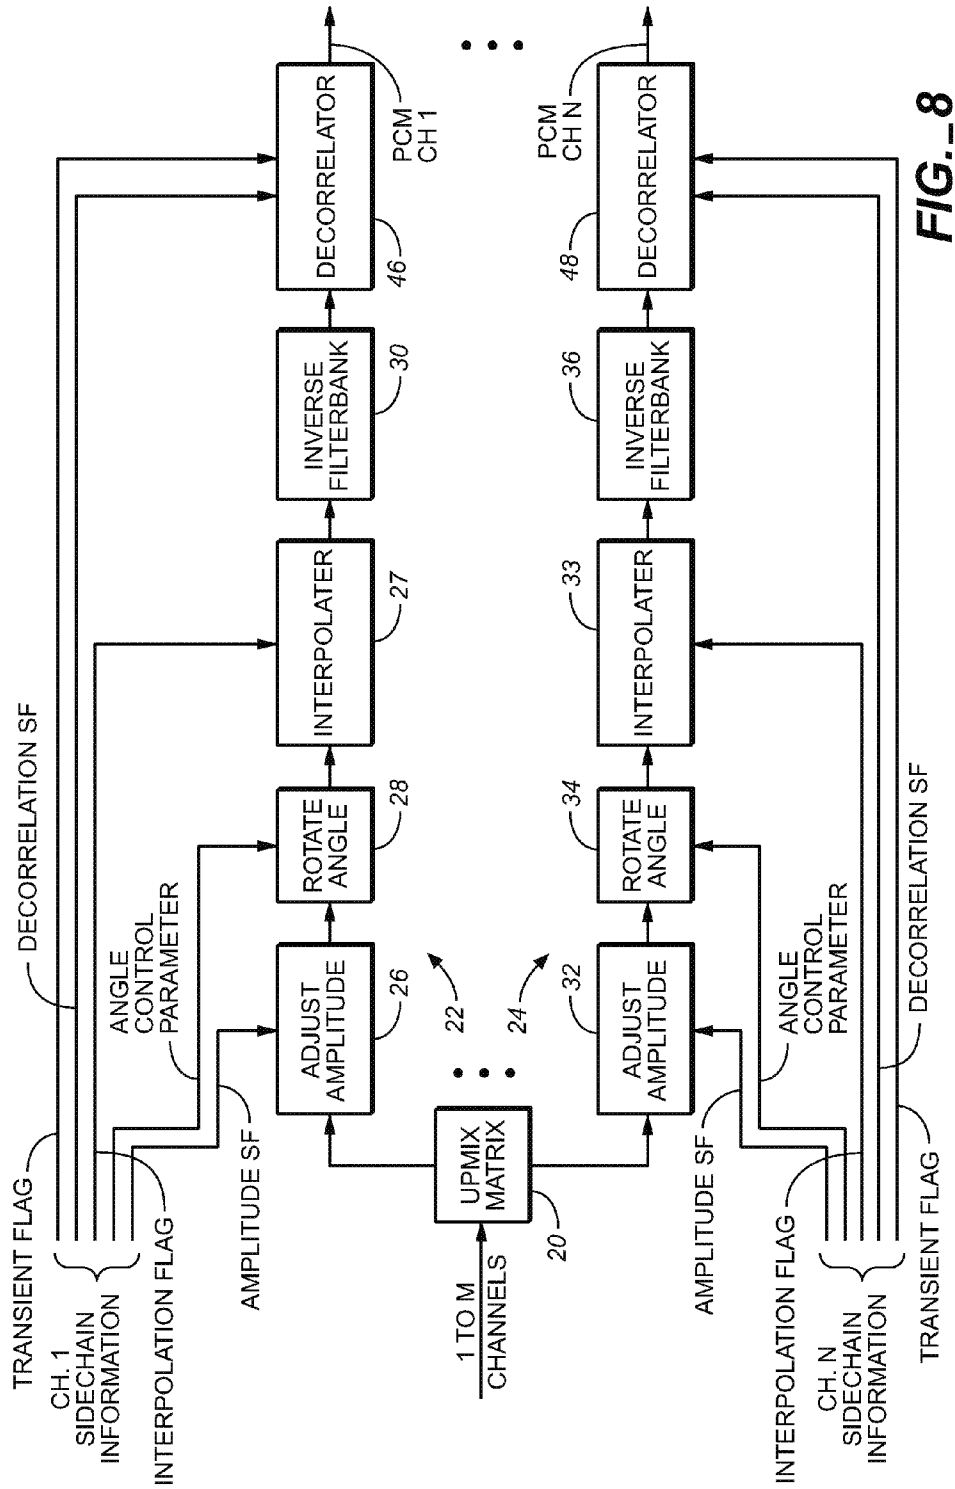 TRANSIENT FLAG
CH. 1
SIDECHAIN
INFORMATION
INTERPOLATION FLAG
AMPLITUDE SF
DECORRELATION SF
ANGLE
CONTROL
PARAMETER
ADJUST
AMPLITUDE
26
ROTATE
ANGLE
28
INTERPOLATER
27
INVERSE
FILTERBANK
30
DECORRELATOR
46
PCM
CH 1
1 TO M
CHANNELS
UPMIX
MATRIX
20
22
24
ADJUST
AMPLITUDE
32
ROTATE
ANGLE
34
INTERPOLATER
33
INVERSE
FILTERBANK
36
DECORRELATOR
48
PCM
CH N
AMPLITUDE SF
INTERPOLATION FLAG
CH. N
SIDECHAIN
INFORMATION
TRANSIENT FLAG
ANGLE
CONTROL
PARAMETER
DECORRELATION SF
FIG._8